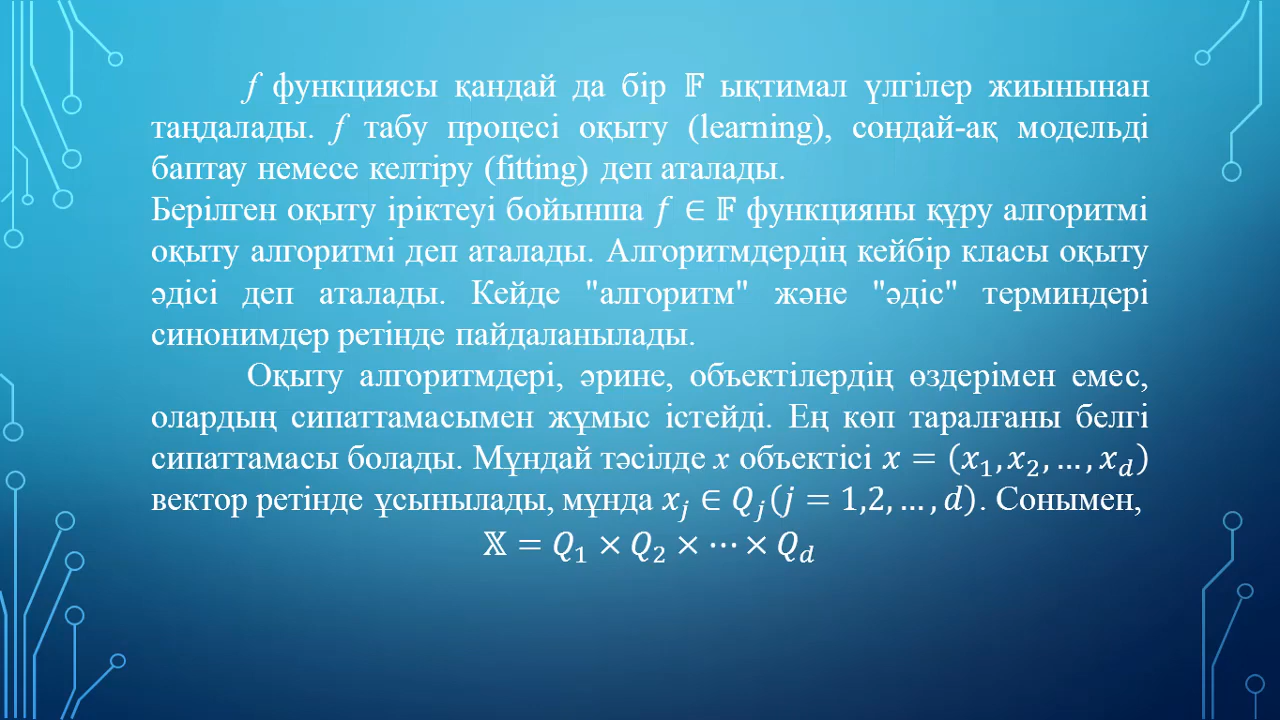 f функциясы қандай да бір 𝔽 ықтимал үлгілер жиынынан
таңдалады. f табу процесі оқыту (learning), сондай-ақ модельді
баптау немесе келтіру (fitting) деп аталады.
Берілген оқыту іріктеуі бойынша f ∈ 𝔽 функцияны құру алгоритмі
оқыту алгоритмі деп аталады. Алгоритмдердің кейбір класы оқыту
әдісі деп аталады. Кейде "алгоритм" және "әдіс" терминдері
синонимдер ретінде пайдаланылады.
Оқыту алгоритмдері, әрине, объектілердің өздерімен емес,
олардың сипаттамасымен жұмыс істейді. Ең көп таралғаны белгі
сипаттамасы болады. Мұндай тәсілде x объектісі x = (x₁, x₂, …, x_d)
вектор ретінде ұсынылады, мұнда x_j ∈ Q_j (j = 1,2, … , d). Сонымен,
𝕏 = Q₁ × Q₂ × ⋯ × Q_d